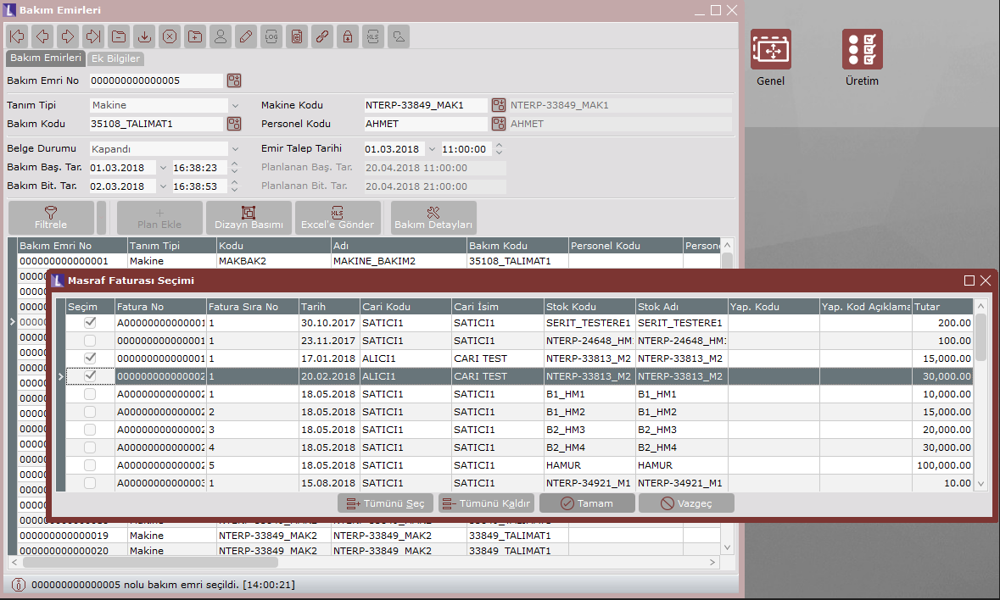 Bakım Emirleri
LOG XLS
Bakım Emirleri Ek Bilgiler
Genel Üretim
Bakım Emri No 000000000000005
Tanım Tipi Makine Makine Kodu NTERP-33849_MAK1 NTERP-33849_MAK1
Bakım Kodu 35108_TALIMAT1 Personel Kodu AHMET AHMET
Belge Durumu Kapandı Emir Talep Tarihi 01.03.2018 11:00:00
Bakım Baş. Tar. 01.03.2018 16:38:23 Planlanan Baş. Tar. 20.04.2018 11:00:00
Bakım Bit. Tar. 02.03.2018 16:38:53 Planlanan Bit. Tar. 20.04.2018 21:00:00
XLS
Filtrele Plan Ekle Dizayn Basımı Excel'e Gönder Bakım Detayları
Bakım Emri No Tanım Tipi Kodu Adı Bakım Kodu Personel Kodu Person
000000000000001 Makine MAKBAK2 MAKINE_BAKIM2 35108_TALIMAT1
Masraf Faturası Seçimi
Seçim Fatura No Fatura Sıra No Tarih Cari Kodu Cari İsim Stok Kodu Stok Adı Yap. Kodu Yap. Kod Açıklama Tutar
A00000000000001 1 30.10.2017 SATICI1 SATICI1 SERIT_TESTERE1 SERIT_TESTERE1 200.00
000000000000001 1 23.11.2017 SATICI1 SATICI1 NTERP-24648_HM1 NTERP-24648_HM1 100.00
000000000000001 1 17.01.2018 ALICI1 CARI TEST NTERP-33813_M2 NTERP-33813_M2 15,000.00
000000000000002 1 20.02.2018 ALICI1 CARI TEST NTERP-33813_M2 NTERP-33813_M2 30,000.00
A00000000000002 1 18.05.2018 SATICI1 SATICI1 B1_HM1 B1_HM1 10,000.00
A00000000000002 2 18.05.2018 SATICI1 SATICI1 B1_HM2 B1_HM2 15,000.00
A00000000000002 3 18.05.2018 SATICI1 SATICI1 B2_HM3 B2_HM3 20,000.00
A00000000000002 4 18.05.2018 SATICI1 SATICI1 B2_HM4 B2_HM4 30,000.00
A00000000000002 5 18.05.2018 SATICI1 SATICI1 HAMUR HAMUR 100,000.00
A00000000000003 1 15.08.2018 SATICI1 SATICI1 NTERP-34921_M1 NTERP-34921_M1 10.00
Tümünü Seç Tümünü Kaldır Tamam Vazgeç
000000000000019 Makine NTERP-33849_MAK2 NTERP-33849_MAK2 33849_TALIMAT1
000000000000020 Makine NTERP-33849_MAK2 NTERP-33849_MAK2 33849_TALIMAT1
000000000000005 nolu bakım emri seçildi. [14:00:21]